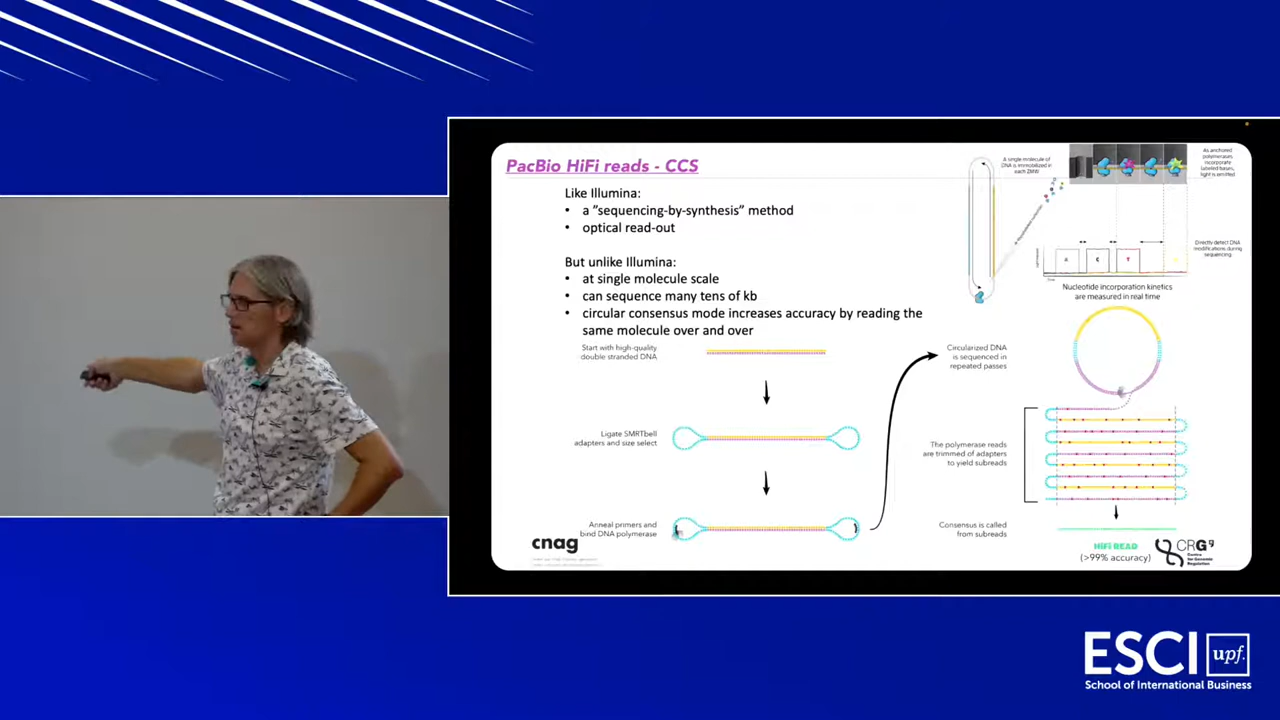 PacBio HiFi reads - CCS
Like Illumina:
• a ”sequencing-by-synthesis” method
• optical read-out
But unlike Illumina:
• at single molecule scale
• can sequence many tens of kb
• circular consensus mode increases accuracy by reading the
same molecule over and over
Start with high-quality
double stranded DNA
Ligate SMRTbell
adapters and size select
Anneal primers and
bind DNA polymerase
cnag
A single molecule of
DNA is immobilized in
each ZMW
As anchored
polymerases
incorporate
labeled bases,
light is emitted
Directly detect DNA
modifications during
sequencing
A C T
Nucleotide incorporation kinetics
are measured in real time
Circularized DNA
is sequenced in
repeated passes
The polymerase reads
are trimmed of adapters
to yield subreads
Consensus is called
from subreads
HiFi READ
(>99% accuracy)
CRG
Centre
for Genomic
Regulation
ESCI upf.
School of International Business